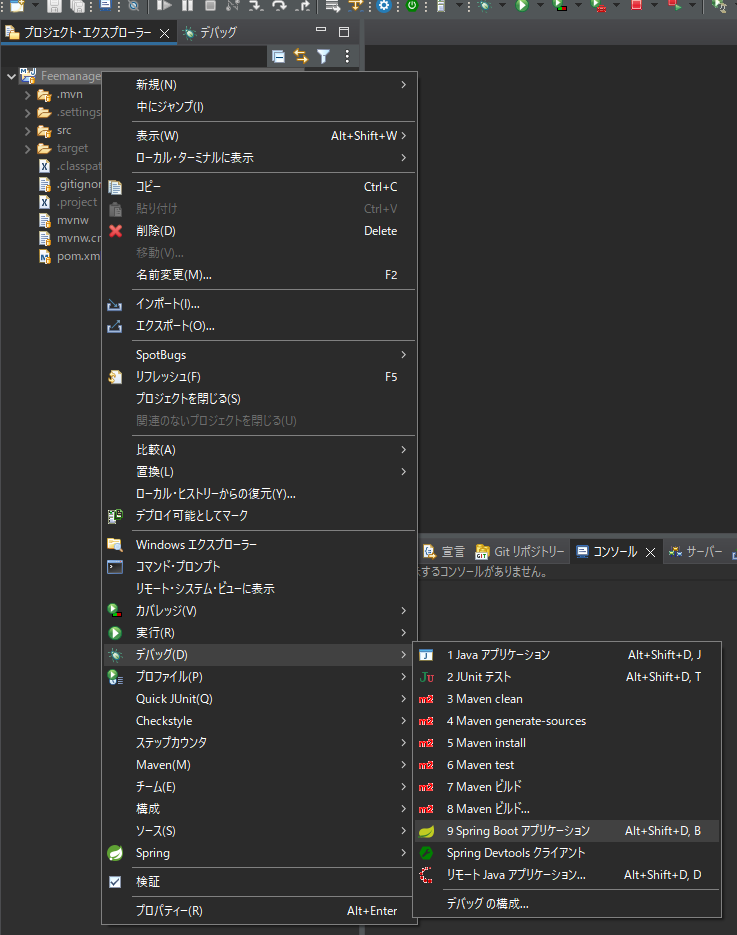 プロジェクト・エクスプローラー
デバッグ
Feemanage
.mvn
.settings
src
target
.classpat
.gitignor
.project
mvnw
mvnw.cr
pom.xm
新規(N)
中にジャンプ(I)
表示(W) Alt+Shift+W
ローカル・ターミナルに表示
コピー Ctrl+C
貼り付け Ctrl+V
削除(D) Delete
移動(V)...
名前変更(M)... F2
インポート(I)...
エクスポート(O)...
SpotBugs
リフレッシュ(F) F5
プロジェクトを閉じる(S)
関連のないプロジェクトを閉じる(U)
比較(A)
置換(L)
ローカル・ヒストリーからの復元(Y)...
デプロイ可能としてマーク
Windows エクスプローラー
コマンド・プロンプト
リモート・システム・ビューに表示
カバレッジ(V)
実行(R)
デバッグ(D)
プロファイル(P)
Quick JUnit(Q)
Checkstyle
ステップカウンタ
Maven(M)
チーム(E)
構成
ソース(S)
Spring
検証
プロパティー(R) Alt+Enter
宣言
Git リポジトリー
コンソール
サーバー
するコンソールがありません。
1 Java アプリケーション Alt+Shift+D, J
2 JUnit テスト Alt+Shift+D, T
3 Maven clean
4 Maven generate-sources
5 Maven install
6 Maven test
7 Maven ビルド
8 Maven ビルド...
9 Spring Boot アプリケーション Alt+Shift+D, B
Spring Devtools クライアント
リモート Java アプリケーション... Alt+Shift+D, D
デバッグ の構成...